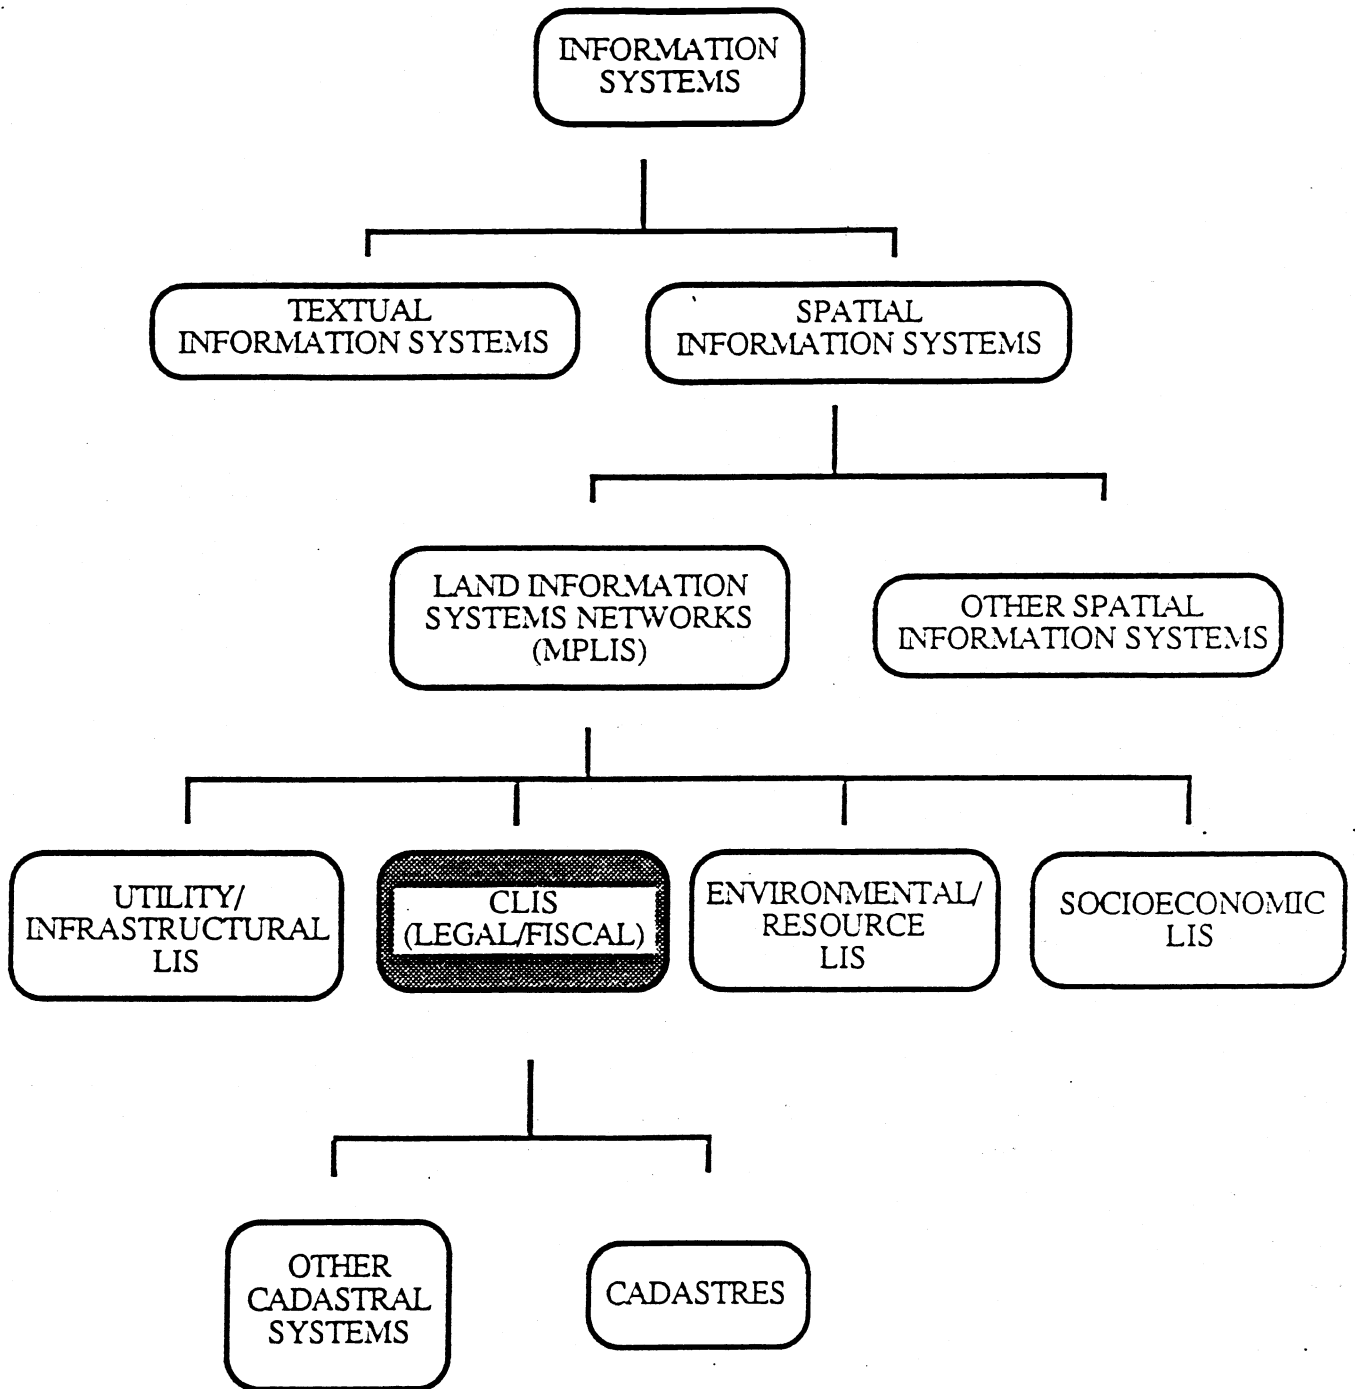 INFORMATION
SYSTEMS
TEXTUAL
INFORMATION SYSTEMS
SPATIAL
INFORMATION SYSTEMS
LAND INFORMATION
SYSTEMS NETWORKS
(MPLIS)
OTHER SPATIAL
INFORMATION SYSTEMS
UTILITY/
INFRASTRUCTURAL
LIS
CLIS
(LEGAL/FISCAL)
ENVIRONMENTAL/
RESOURCE
LIS
SOCIOECONOMIC
LIS
OTHER
CADASTRAL
SYSTEMS
CADASTRES